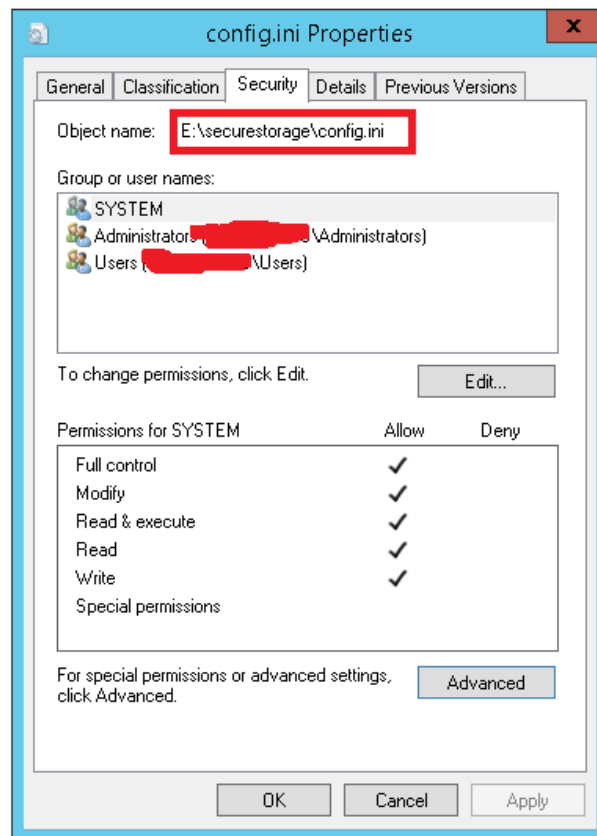 config.ini Properties
x
General Classification Security Details Previous Versions
Object name: E:\securestorage\config.ini
Group or user names:
SYSTEM
Administrators ( \Administrators)
Users ( \Users)
To change permissions, click Edit.
Edit...
Permissions for SYSTEM Allow Deny
Full control
Modify
Read & execute
Read
Write
Special permissions
For special permissions or advanced settings,
click Advanced.
Advanced
OK Cancel Apply